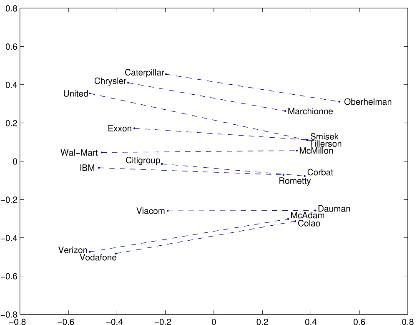 0.8
0.6
0.4
0.2
0
−0.2
−0.4
−0.6
−0.8
Caterpillar
Chrysler
United
Oberhelman
Marchionne
Exxon
Smisek
Tillerson
Wal−Mart
McMillon
Citigroup
IBM
Corbat
Rometty
Viacom
Dauman
McAdam
Colao
Verizon
Vodafone
−0.8 −0.6 −0.4 −0.2 0 0.2 0.4 0.6 0.8